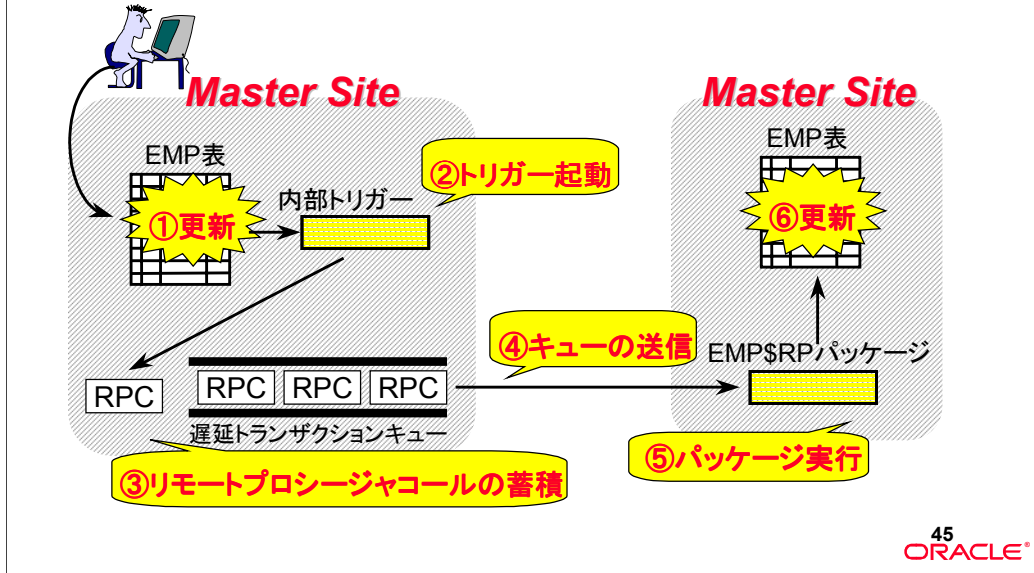 Master Site
EMP表
①更新
内部トリガー
②トリガー起動
RPC
RPC RPC RPC
遅延トランザクションキュー
③リモートプロシージャコールの蓄積
④キューの送信
Master Site
EMP表
⑥更新
EMP$RPパッケージ
⑤パッケージ実行
45
ORACLE®